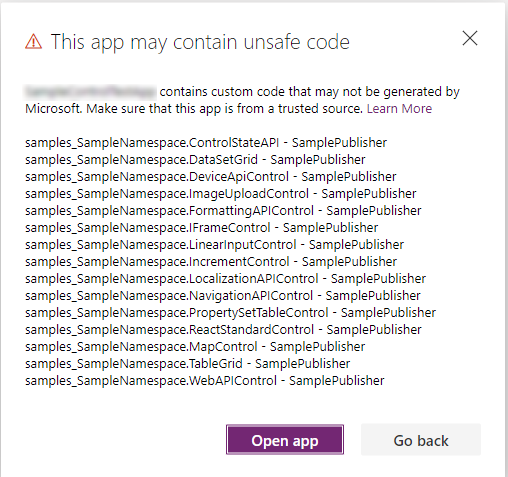 This app may contain unsafe code
contains custom code that may not be generated by
Microsoft. Make sure that this app is from a trusted source. Learn More
samples_SampleNamespace.ControlStateAPI - SamplePublisher
samples_SampleNamespace.DataSetGrid - SamplePublisher
samples_SampleNamespace.DeviceApiControl - SamplePublisher
samples_SampleNamespace.ImageUploadControl - SamplePublisher
samples_SampleNamespace.FormattingAPIControl - SamplePublisher
samples_SampleNamespace.IFrameControl - SamplePublisher
samples_SampleNamespace.LinearInputControl - SamplePublisher
samples_SampleNamespace.IncrementControl - SamplePublisher
samples_SampleNamespace.LocalizationAPIControl - SamplePublisher
samples_SampleNamespace.NavigationAPIControl - SamplePublisher
samples_SampleNamespace.PropertySetTableControl - SamplePublisher
samples_SampleNamespace.ReactStandardControl - SamplePublisher
samples_SampleNamespace.MapControl - SamplePublisher
samples_SampleNamespace.TableGrid - SamplePublisher
samples_SampleNamespace.WebAPIControl - SamplePublisher
Open app
Go back